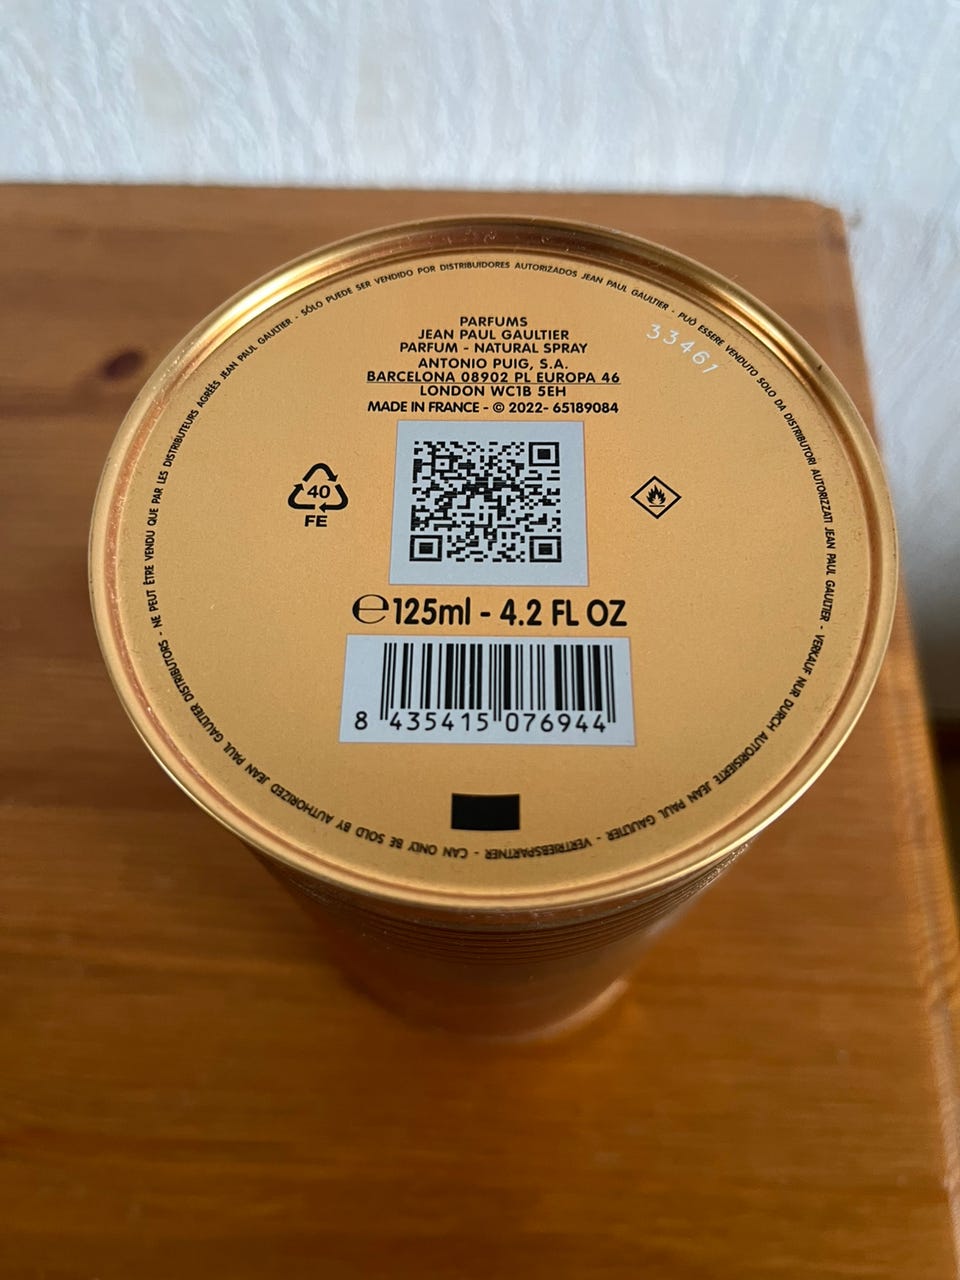 SÓLO PUEDE SER VENDIDO POR DISTRIBUIDORES AUTORIZADOS JEAN PAUL GAULTIER - PUÒ ESSERE VENDUTO SOLO DA DISTRIBUTORI AUTORIZZATI JEAN PAUL GAULTIER - VERKAUF NUR DURCH AUTORISIERTE JEAN PAUL GAULTIER - VERTRIEBSPARTNER - CAN ONLY BE SOLD BY AUTHORIZED JEAN PAUL GAULTIER DISTRIBUTORS - NE PEUT ÊTRE VENDU QUE PAR LES DISTRIBUTEURS AGRÉÉS JEAN PAUL GAULTIER -
33461
PARFUMS
JEAN PAUL GAULTIER
PARFUM - NATURAL SPRAY
ANTONIO PUIG, S.A.
BARCELONA 08902 PL EUROPA 46
LONDON WC1B 5EH
MADE IN FRANCE - © 2022- 65189084
40
FE
℮125ml - 4.2 FL OZ
8 435415 076944